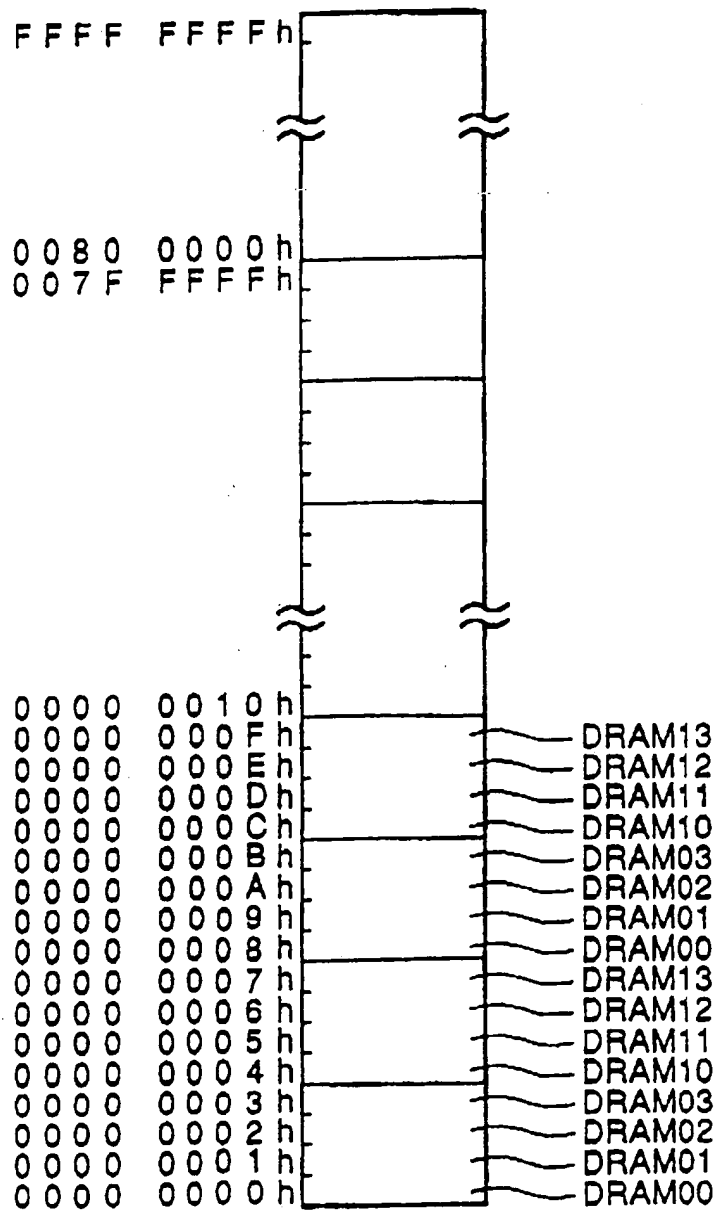 FFFF FFFFh
0080 0000h
007F FFFFh
0000 0010h
0000 000Fh DRAM13
0000 000Eh DRAM12
0000 000Dh DRAM11
0000 000Ch DRAM10
0000 000Bh DRAM03
0000 000Ah DRAM02
0000 0009h DRAM01
0000 0008h DRAM00
0000 0007h DRAM13
0000 0006h DRAM12
0000 0005h DRAM11
0000 0004h DRAM10
0000 0003h DRAM03
0000 0002h DRAM02
0000 0001h DRAM01
0000 0000h DRAM00